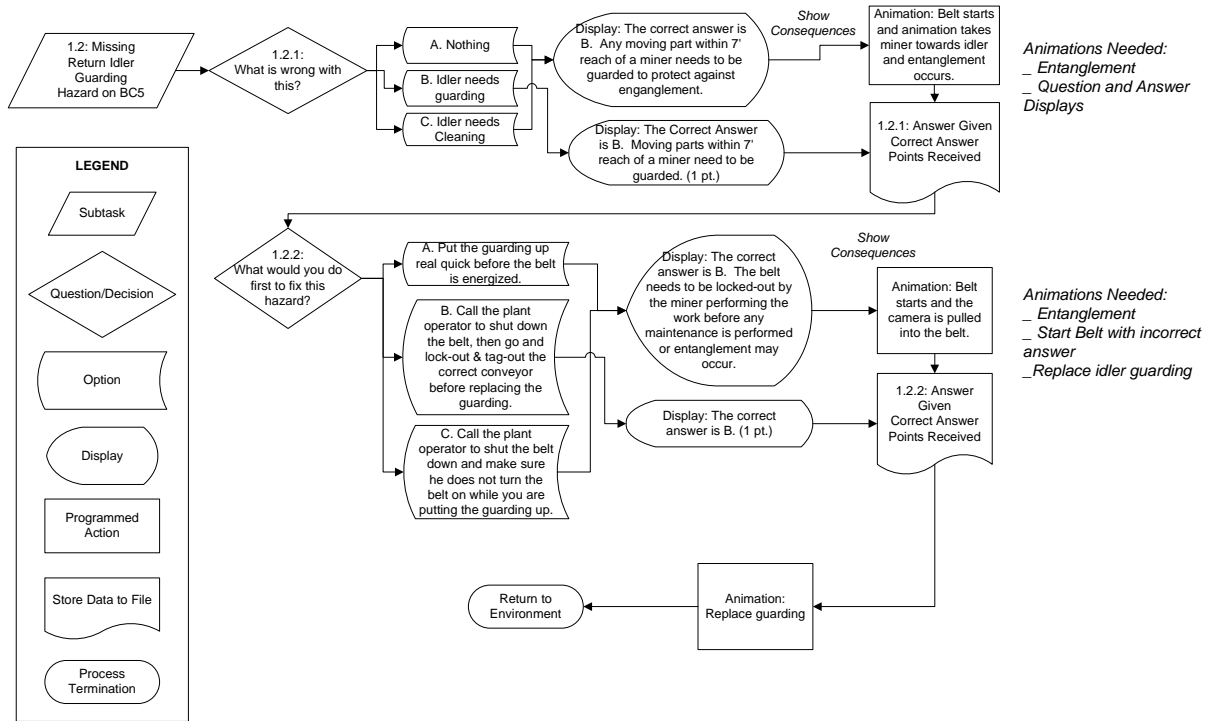 1.2: Missing
Return Idler
Guarding
Hazard on BC5
1.2.1:
What is wrong with
this?
A. Nothing
B. Idler needs
guarding
C. Idler needs
Cleaning
Display: The correct answer is
B.  Any moving part within 7'
reach of a miner needs to be
guarded to protect against
enganglement.
Show
Consequences
Animation: Belt starts
and animation takes
miner towards idler
and entanglement
occurs.
Display: The Correct Answer
is B.  Moving parts within 7'
reach of a miner need to be
guarded. (1 pt.)
1.2.1: Answer Given
Correct Answer
Points Received
Animations Needed:
_ Entanglement
_ Question and Answer
Displays
LEGEND
Subtask
Question/Decision
Option
Display
Programmed
Action
Store Data to File
Process
Termination
1.2.2:
What would you do
first to fix this
hazard?
A. Put the guarding up
real quick before the belt
is energized.
B. Call the plant
operator to shut down
the belt, then go and
lock-out & tag-out the
correct conveyor
before replacing the
guarding.
C. Call the plant
operator to shut the belt
down and make sure
he does not turn the
belt on while you are
putting the guarding up.
Display: The correct
answer is B.  The belt
needs to be locked-out by
the miner performing the
work before any
maintenance is performed
or entanglement may
occur.
Show
Consequences
Animation: Belt
starts and the
camera is pulled
into the belt.
Display: The correct
answer is B. (1 pt.)
1.2.2: Answer
Given
Correct Answer
Points Received
Animations Needed:
_ Entanglement
_ Start Belt with incorrect
answer
_Replace idler guarding
Animation:
Replace guarding
Return to
Environment